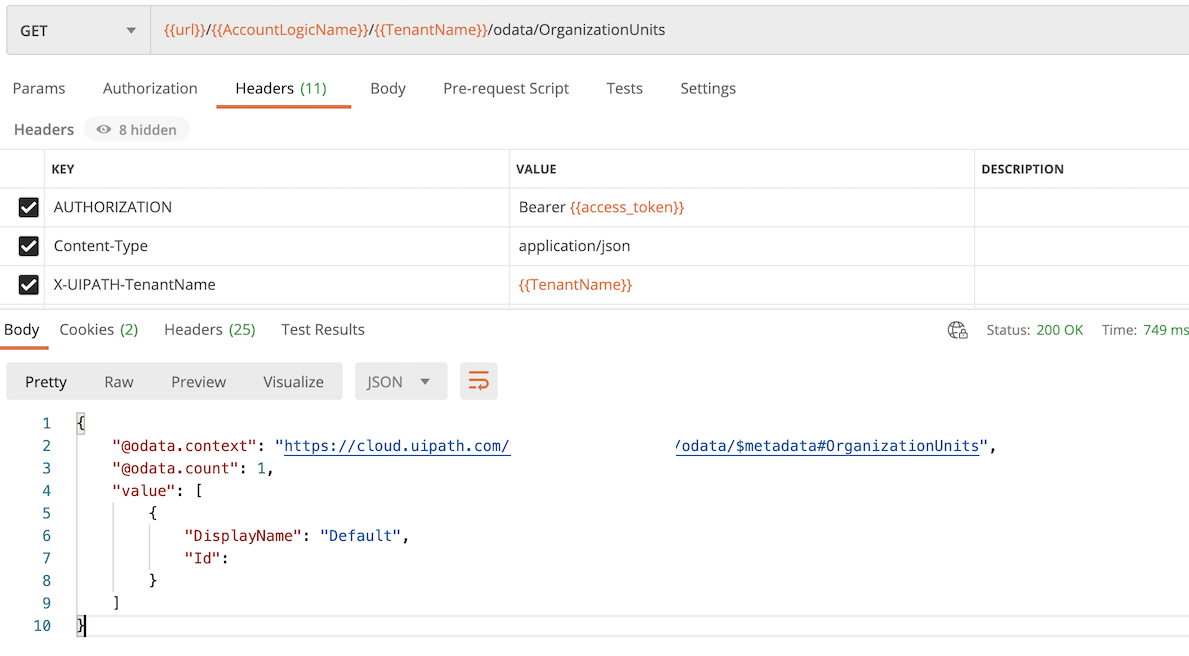 GET {{url}}/{{AccountLogicName}}/{{TenantName}}/odata/OrganizationUnits
Params Authorization Headers (11) Body Pre-request Script Tests Settings
Headers 8 hidden
KEY VALUE DESCRIPTION
AUTHORIZATION Bearer {{access_token}}
Content-Type application/json
X-UIPATH-TenantName {{TenantName}}
Body Cookies (2) Headers (25) Test Results Status: 200 OK Time: 749 ms
Pretty Raw Preview Visualize JSON
1 {
2 "@odata.context": "https://cloud.uipath.com/ /odata/$metadata#OrganizationUnits",
3 "@odata.count": 1,
4 "value": [
5 {
6 "DisplayName": "Default",
7 "Id":
8 }
9 ]
10 }